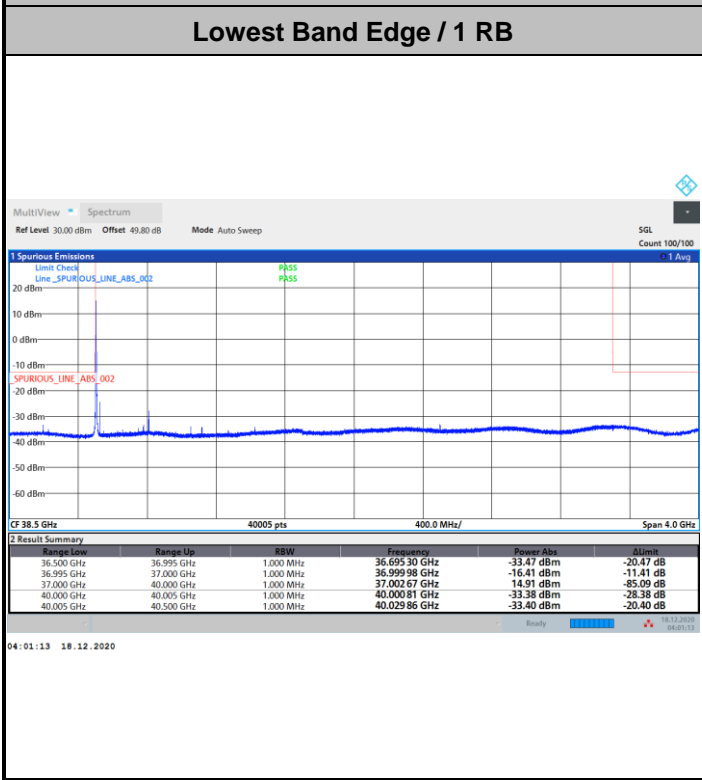 Lowest Band Edge / 1 RB
MultiView Spectrum
Ref Level 30.00 dBm Offset 49.80 dB Mode Auto Sweep SGL
Count 100/100
1 Spurious Emissions 1 Avg
Limit Check PASS
Line _SPURIOUS_LINE_ABS_002 PASS
20 dBm
10 dBm
0 dBm
-10 dBm
_SPURIOUS_LINE_ABS_002
-20 dBm
-30 dBm
-40 dBm
-50 dBm
-60 dBm
CF 38.5 GHz 40005 pts 400.0 MHz/ Span 4.0 GHz
2 Result Summary
Range Low Range Up RBW Frequency Power Abs ΔLimit
36.500 GHz 36.995 GHz 1.000 MHz 36.695 30 GHz -33.47 dBm -20.47 dB
36.995 GHz 37.000 GHz 1.000 MHz 36.999 98 GHz -16.41 dBm -11.41 dB
37.000 GHz 40.000 GHz 1.000 MHz 37.002 67 GHz 14.91 dBm -85.09 dB
40.000 GHz 40.005 GHz 1.000 MHz 40.000 81 GHz -33.38 dBm -28.38 dB
40.005 GHz 40.500 GHz 1.000 MHz 40.029 86 GHz -33.40 dBm -20.40 dB
Ready 18.12.2020
04:01:13
04:01:13 18.12.2020